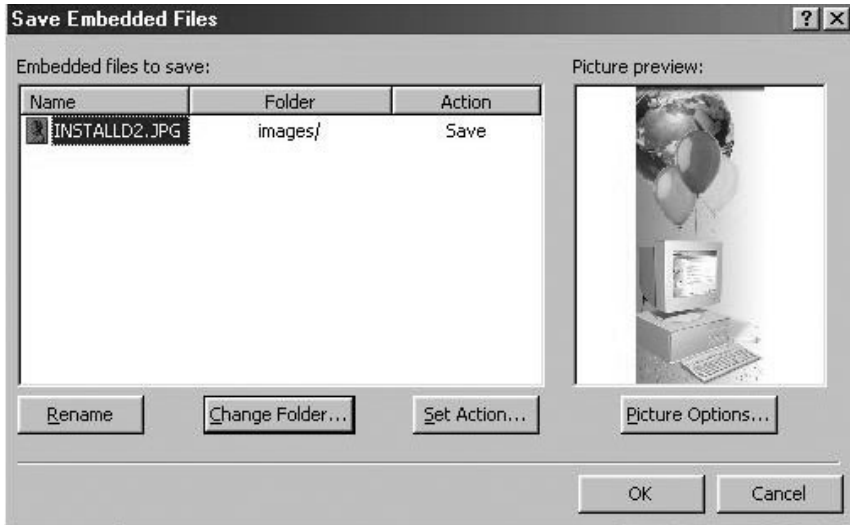 Save Embedded Files
Embedded files to save:
Picture preview:
Name Folder Action
INSTALLD2.JPG images/ Save
Rename Change Folder... Set Action... Picture Options...
OK Cancel